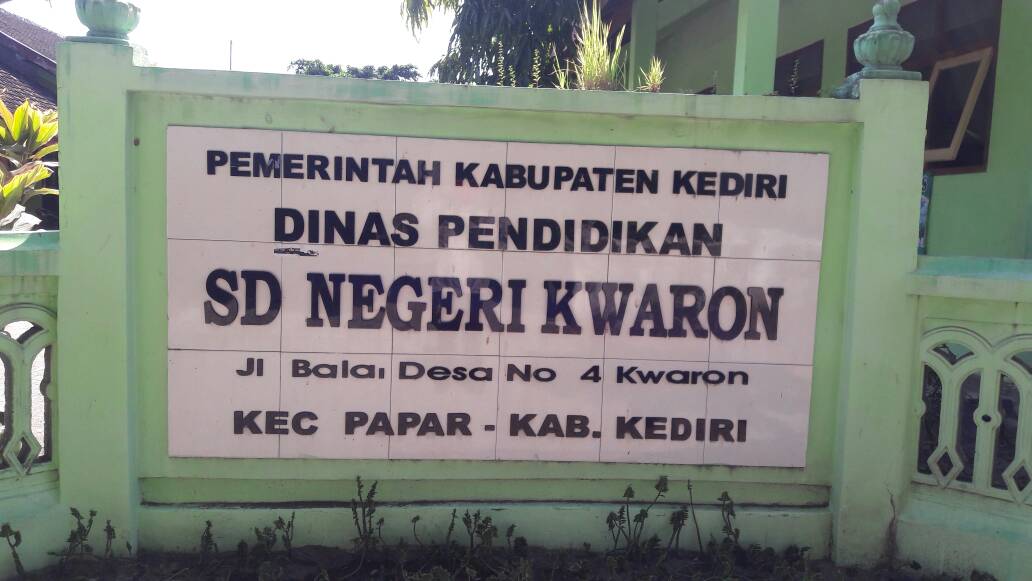 PEMERINTAH KABUPATEN KEDIRI
DINAS PENDIDIKAN
SD NEGERI KWARON
Jl Balai Desa No 4 Kwaron
KEC PAPAR - KAB. KEDIRI